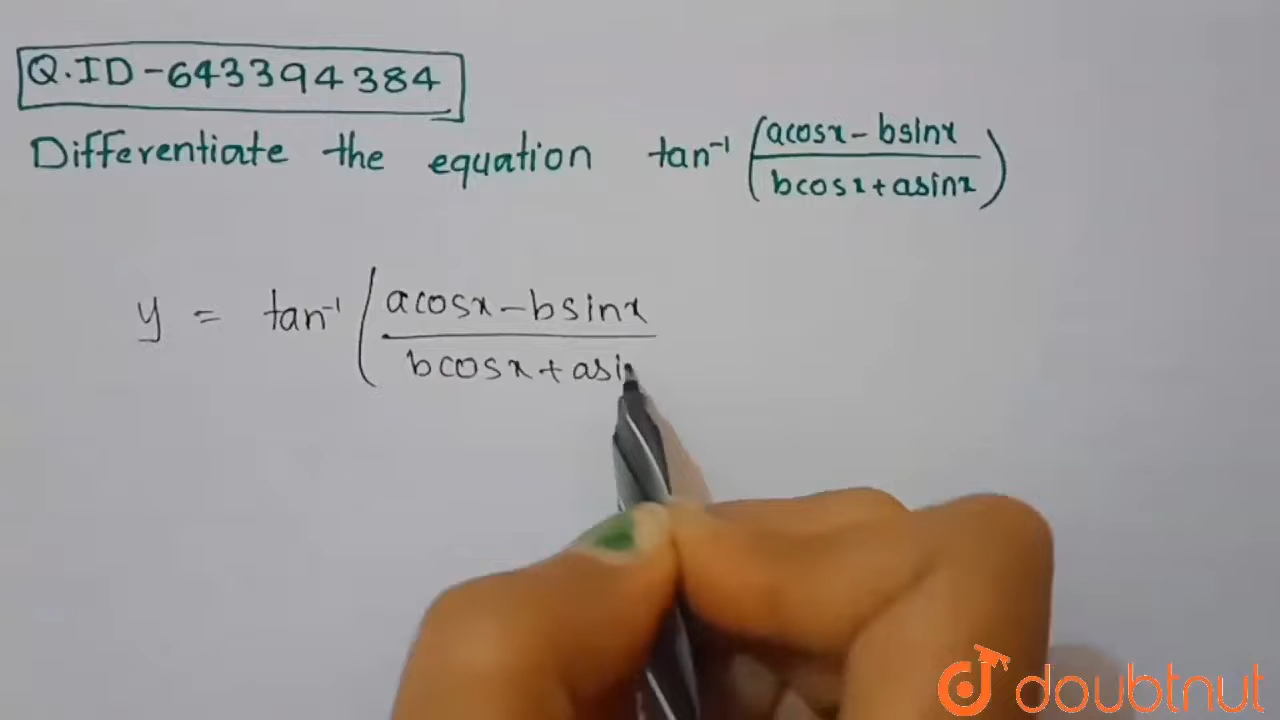 Q.ID-643394384
Differentiate the equation tan⁻¹ (acosx - bsinx / bcosx + asinx)
y = tan⁻¹ (acosx - bsinx / bcosx + asi
doubtnut